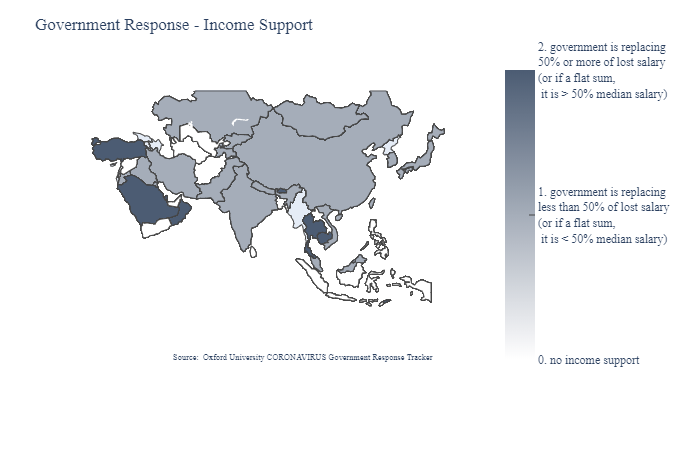 Government Response - Income Support
2. government is replacing
50% or more of lost salary
(or if a flat sum,
it is > 50% median salary)
1. government is replacing
less than 50% of lost salary
(or if a flat sum,
it is < 50% median salary)
0. no income support
Source: Oxford University CORONAVIRUS Government Response Tracker